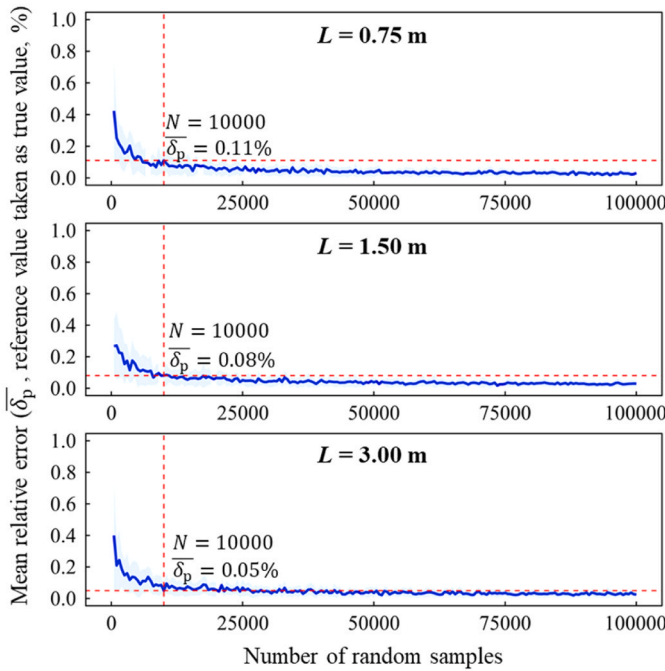 Mean relative error (δ̅p , reference value taken as true value, %)
1.0
0.8
0.6
0.4
0.2
0.0
L = 0.75 m
N = 10000
δ̅p = 0.11%
0 25000 50000 75000 100000
1.0
0.8
0.6
0.4
0.2
0.0
L = 1.50 m
N = 10000
δ̅p = 0.08%
0 25000 50000 75000 100000
1.0
0.8
0.6
0.4
0.2
0.0
L = 3.00 m
N = 10000
δ̅p = 0.05%
0 25000 50000 75000 100000
Number of random samples